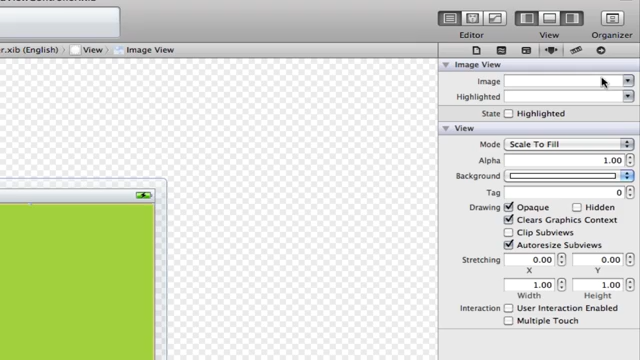 Editor
View
Organizer
r.xib (English)
View
Image View
Image View
Image
Highlighted
State
Highlighted
View
Mode
Scale To Fill
Alpha
1.00
Background
Tag
0
Drawing
Opaque
Hidden
Clears Graphics Context
Clip Subviews
Autoresize Subviews
Stretching
0.00
0.00
X
Y
1.00
1.00
Width
Height
Interaction
User Interaction Enabled
Multiple Touch